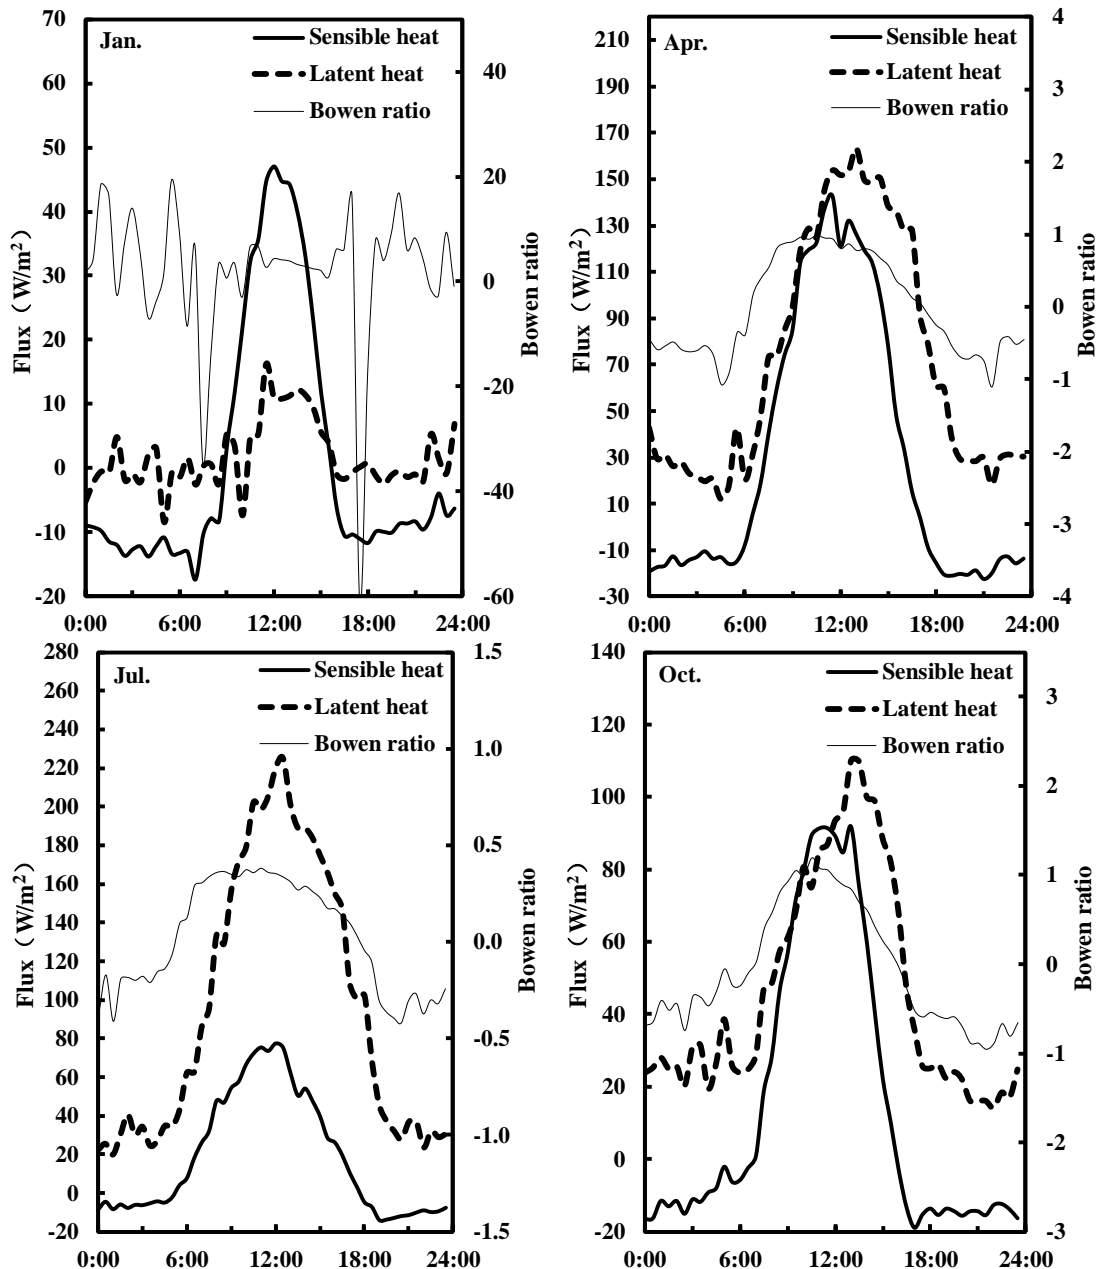 Jan.
Sensible heat
Latent heat
Bowen ratio
70
60
50
40
30
20
10
0
-10
-20
Flux（W/m²）
40
20
0
-20
-40
-60
Bowen ratio
0:00 6:00 12:00 18:00 24:00
Apr.
Sensible heat
Latent heat
Bowen ratio
210
190
170
150
130
110
90
70
50
30
10
-10
-30
Flux（W/m²）
4
3
2
1
0
-1
-2
-3
-4
Bowen ratio
0:00 6:00 12:00 18:00 24:00
Jul.
Sensible heat
Latent heat
Bowen ratio
280
260
240
220
200
180
160
140
120
100
80
60
40
20
0
-20
Flux（W/m²）
1.5
1.0
0.5
0.0
-0.5
-1.0
-1.5
Bowen ratio
0:00 6:00 12:00 18:00 24:00
Oct.
Sensible heat
Latent heat
Bowen ratio
140
120
100
80
60
40
20
0
-20
Flux（W/m²）
3
2
1
0
-1
-2
-3
Bowen ratio
0:00 6:00 12:00 18:00 24:00